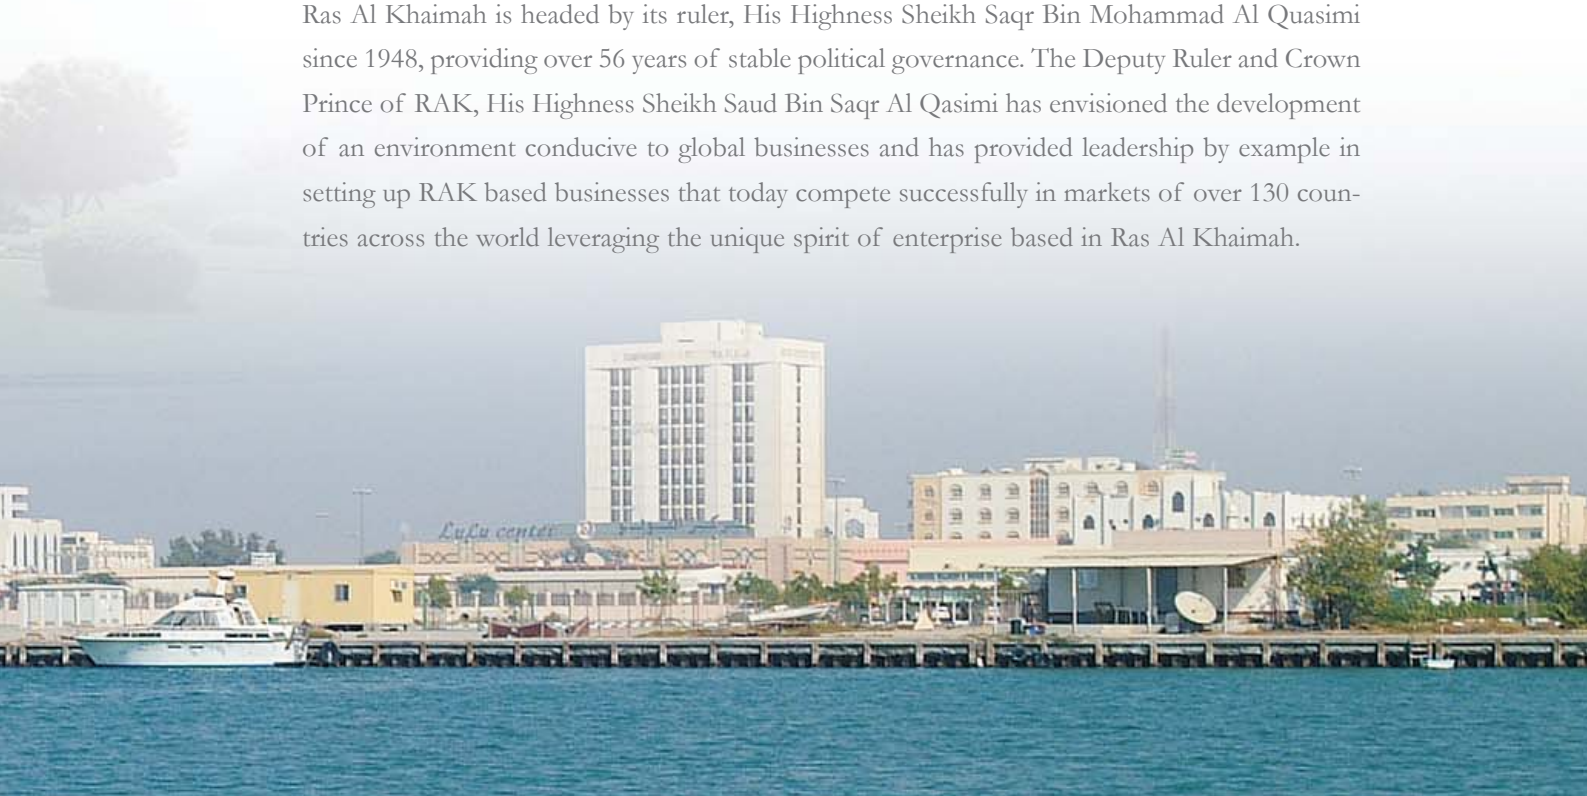 Ras Al Khaimah is headed by its ruler, His Highness Sheikh Saqr Bin Mohammad Al Quasimi
since 1948, providing over 56 years of stable political governance. The Deputy Ruler and Crown
Prince of RAK, His Highness Sheikh Saud Bin Saqr Al Qasimi has envisioned the development
of an environment conducive to global businesses and has provided leadership by example in
setting up RAK based businesses that today compete successfully in markets of over 130 coun-
tries across the world leveraging the unique spirit of enterprise based in Ras Al Khaimah.
LuLu center